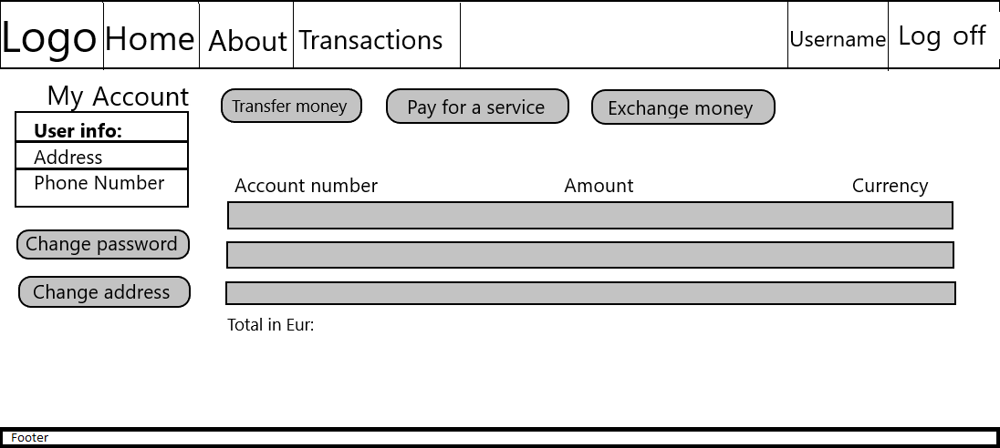 Logo Home About Transactions Username Log off
My Account
User info:
Address
Phone Number
Change password
Change address
Transfer money Pay for a service Exchange money
Account number Amount Currency
Total in Eur:
Footer